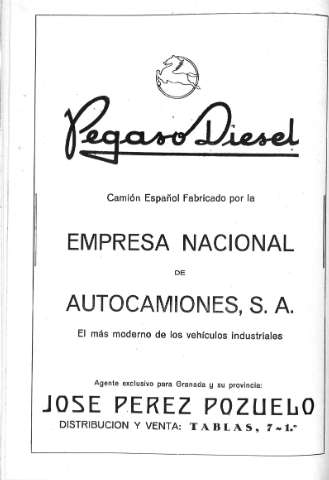 Pegaso Diesel
Camión Español Fabricado por la
EMPRESA NACIONAL
DE
AUTOCAMIONES, S. A.
El más moderno de los vehículos industriales
Agente exclusivo para Granada y su provincia:
JOSE PEREZ POZUELO
DISTRIBUCION Y VENTA: TABLAS, 7 - 1.º